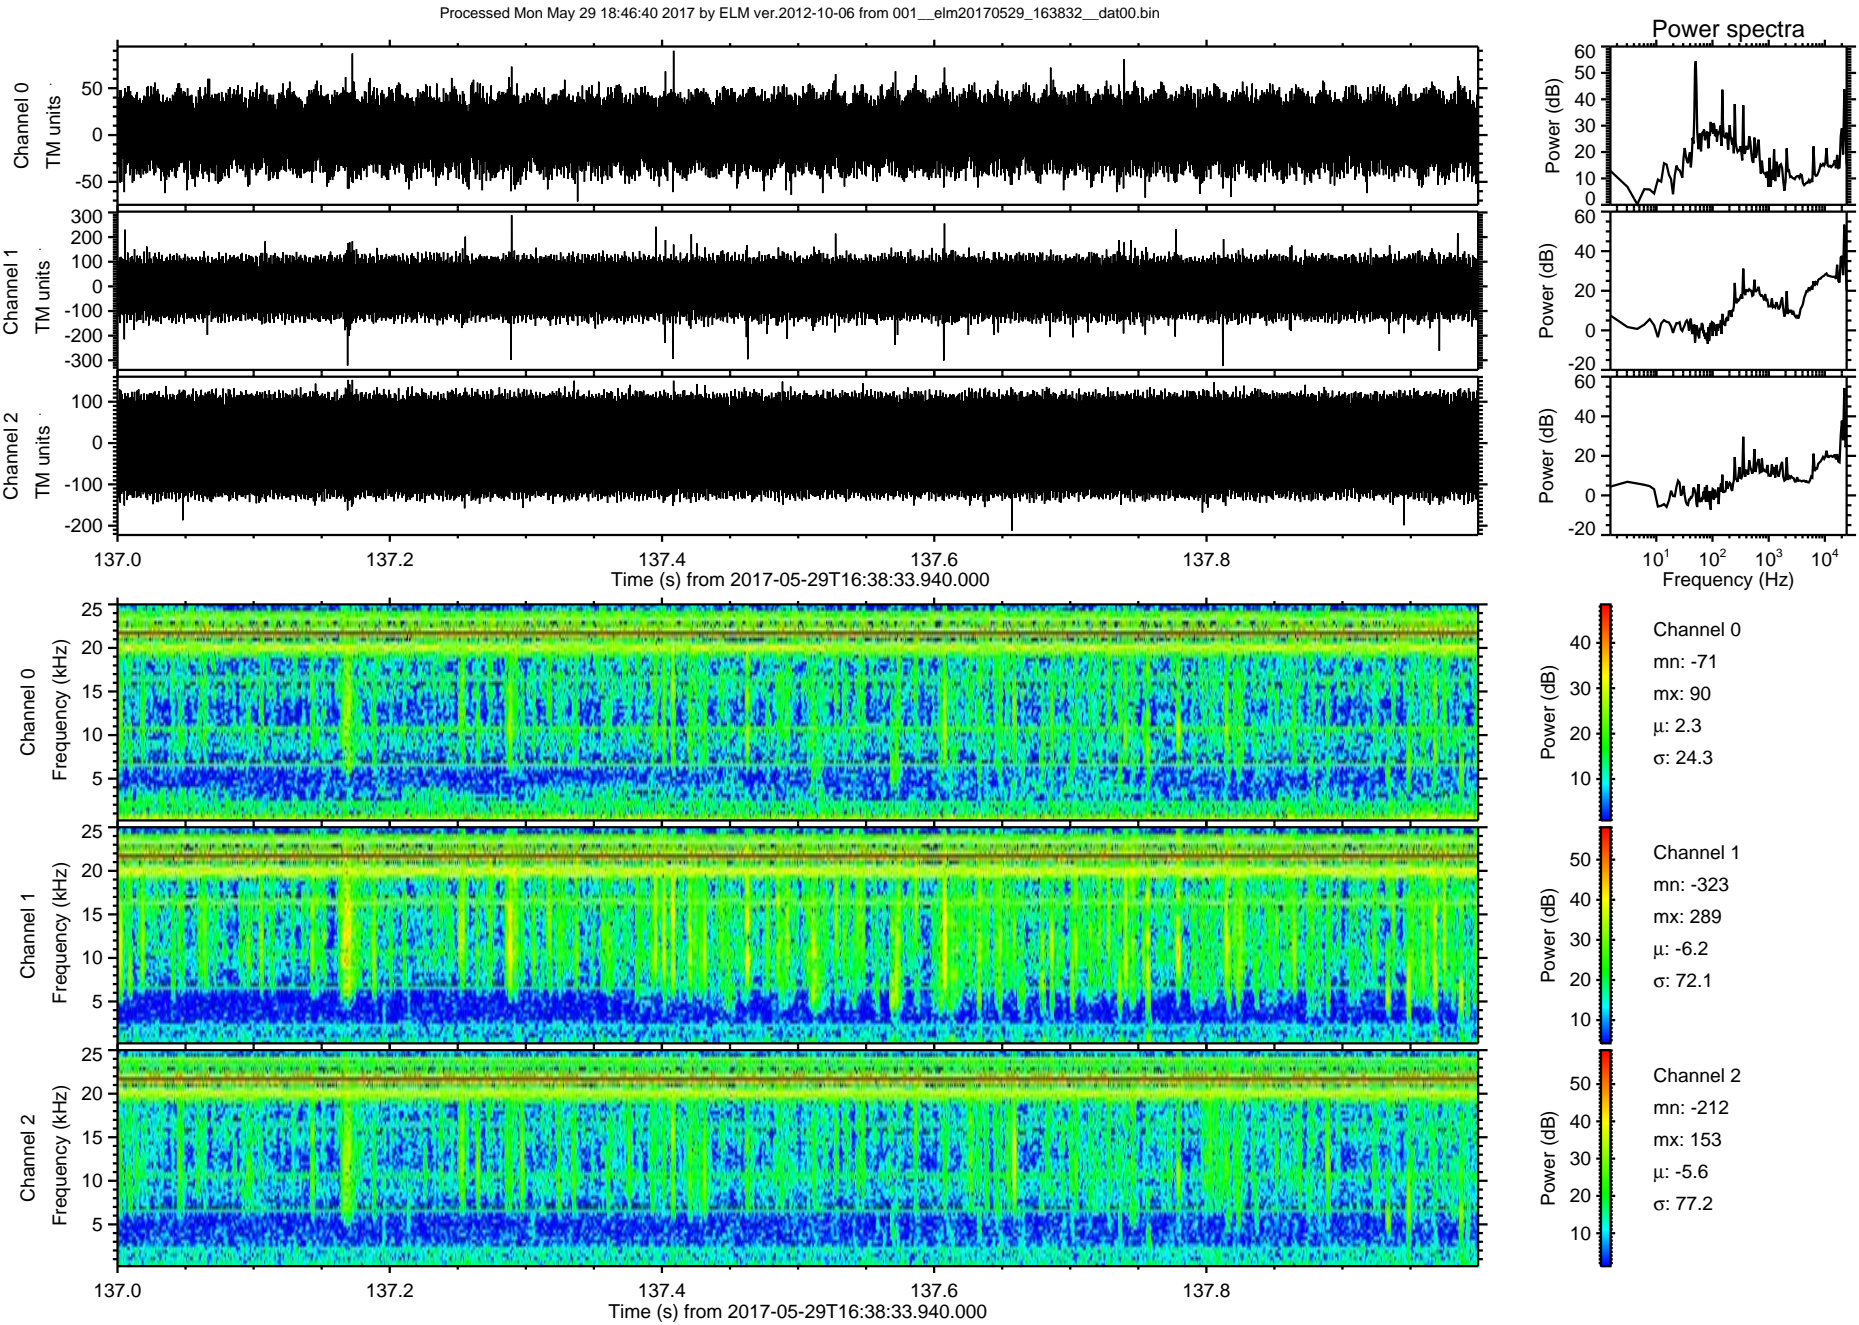 Processed Mon May 29 18:46:40 2017 by ELM ver.2012-10-06 from 001__elm20170529_163832__dat00.bin
Power spectra
Channel 0
TM units
50
0
-50
Power (dB)
60
50
40
30
20
10
0
Channel 1
TM units
300
200
100
0
-100
-200
-300
Power (dB)
60
40
20
0
-20
Channel 2
TM units
100
0
-100
-200
Power (dB)
60
40
20
0
-20
137.0 137.2 137.4 137.6 137.8
Time (s) from 2017-05-29T16:38:33.940.000
10^1 10^2 10^3 10^4
Frequency (Hz)
Channel 0
Frequency (kHz)
25
20
15
10
5
Power (dB)
40
30
20
10
Channel 0
mn: -71
mx: 90
μ: 2.3
σ: 24.3
Channel 1
Frequency (kHz)
25
20
15
10
5
Power (dB)
50
40
30
20
10
Channel 1
mn: -323
mx: 289
μ: -6.2
σ: 72.1
Channel 2
Frequency (kHz)
25
20
15
10
5
Power (dB)
50
40
30
20
10
Channel 2
mn: -212
mx: 153
μ: -5.6
σ: 77.2
137.0 137.2 137.4 137.6 137.8
Time (s) from 2017-05-29T16:38:33.940.000